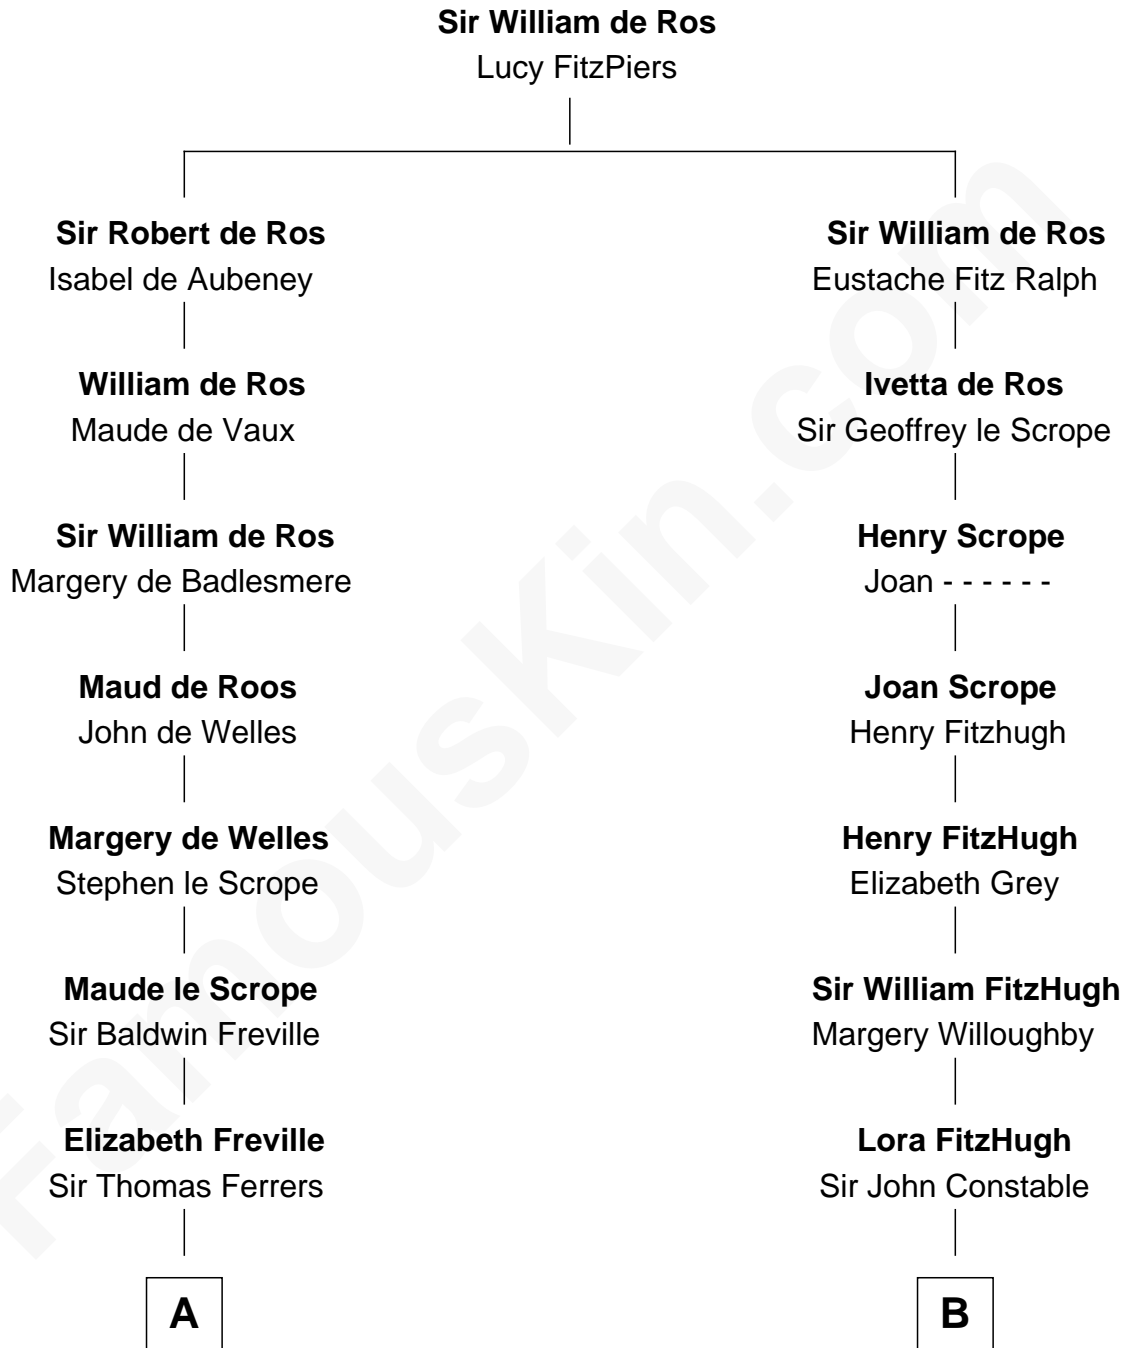 Sir William de Ros
Lucy FitzPiers
Sir Robert de Ros
Isabel de Aubeney
Sir William de Ros
Eustache Fitz Ralph
William de Ros
Maude de Vaux
Ivetta de Ros
Sir Geoffrey le Scrope
Sir William de Ros
Margery de Badlesmere
Henry Scrope
Joan - - - - - -
Maud de Roos
John de Welles
Joan Scrope
Henry Fitzhugh
Margery de Welles
Stephen le Scrope
Henry FitzHugh
Elizabeth Grey
Maude le Scrope
Sir Baldwin Freville
Sir William FitzHugh
Margery Willoughby
Elizabeth Freville
Sir Thomas Ferrers
Lora FitzHugh
Sir John Constable
A
B
FamousKin.com